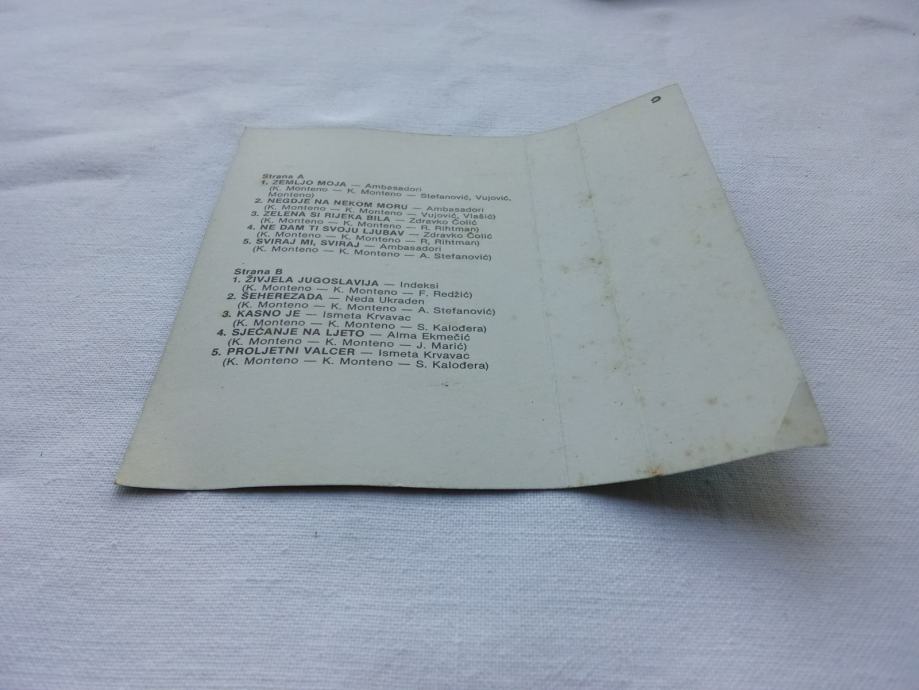 Strana A
1. ZEMLJO MOJA — Ambasadori
(K. Monteno — K. Monteno — Stefanović, Vujović,
Monteno)
2. NEGDJE NA NEKOM MORU — Ambasadori
(K. Monteno — K. Monteno — Vujović, Vlašić)
3. ZELENA SI RIJEKA BILA — Zdravko Čolić
(K. Monteno — K. Monteno — R. Rihtman)
4. NE DAM TI SVOJU LJUBAV — Zdravko Čolić
(K. Monteno — K. Monteno — R, Rihtman)
5. SVIRAJ MI, SVIRAJ — Ambasadori
(K. Monteno — K. Monteno — A. Stefanović)
Strana B
1. ŽIVJELA JUGOSLAVIJA — Indeksi
(K. Monteno — K. Monteno — F. Redžić)
2. ŠEHEREZADA — Neda Ukraden
(K. Monteno — K. Monteno — A. Stefanović)
3. KASNO JE — Ismeta Krvavac
(K. Monteno — K. Monteno — S. Kalođera)
4. SJEĆANJE NA LJETO — Alma Ekmečić
(K. Monteno — K. Monteno — J. Marić)
5. PROLJETNI VALCER — Ismeta Krvavac
(K. Monteno — K. Monteno — S. Kalođera)